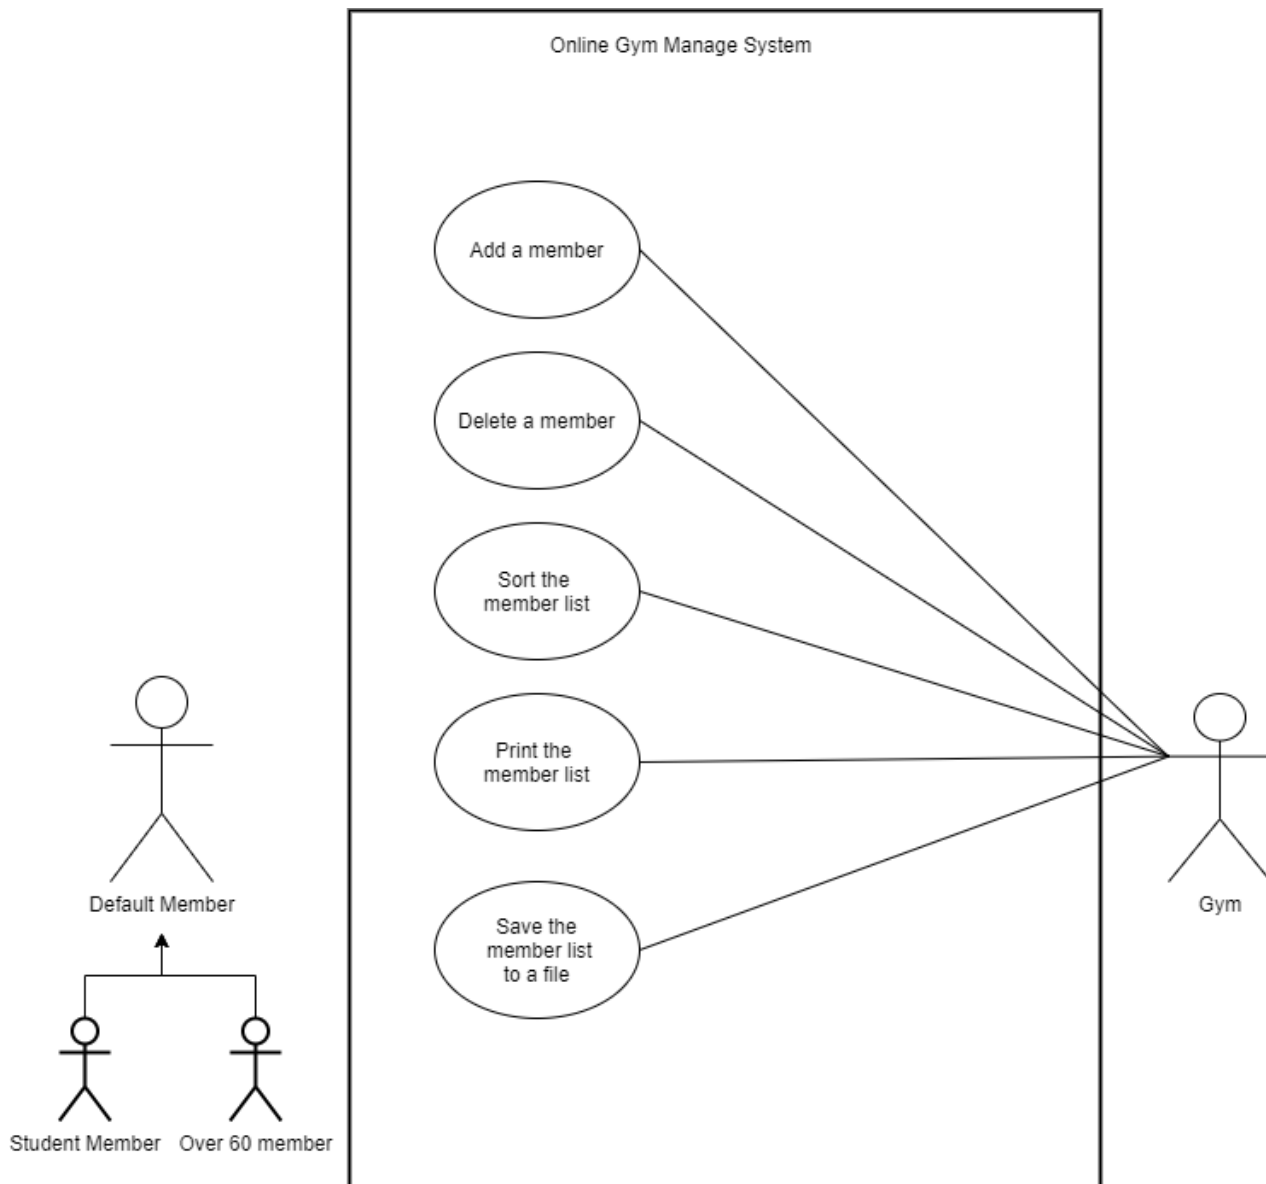 Online Gym Manage System
Add a member
Delete a member
Sort the
member list
Print the
member list
Save the
member list
to a file
Default Member
Student Member
Over 60 member
Gym